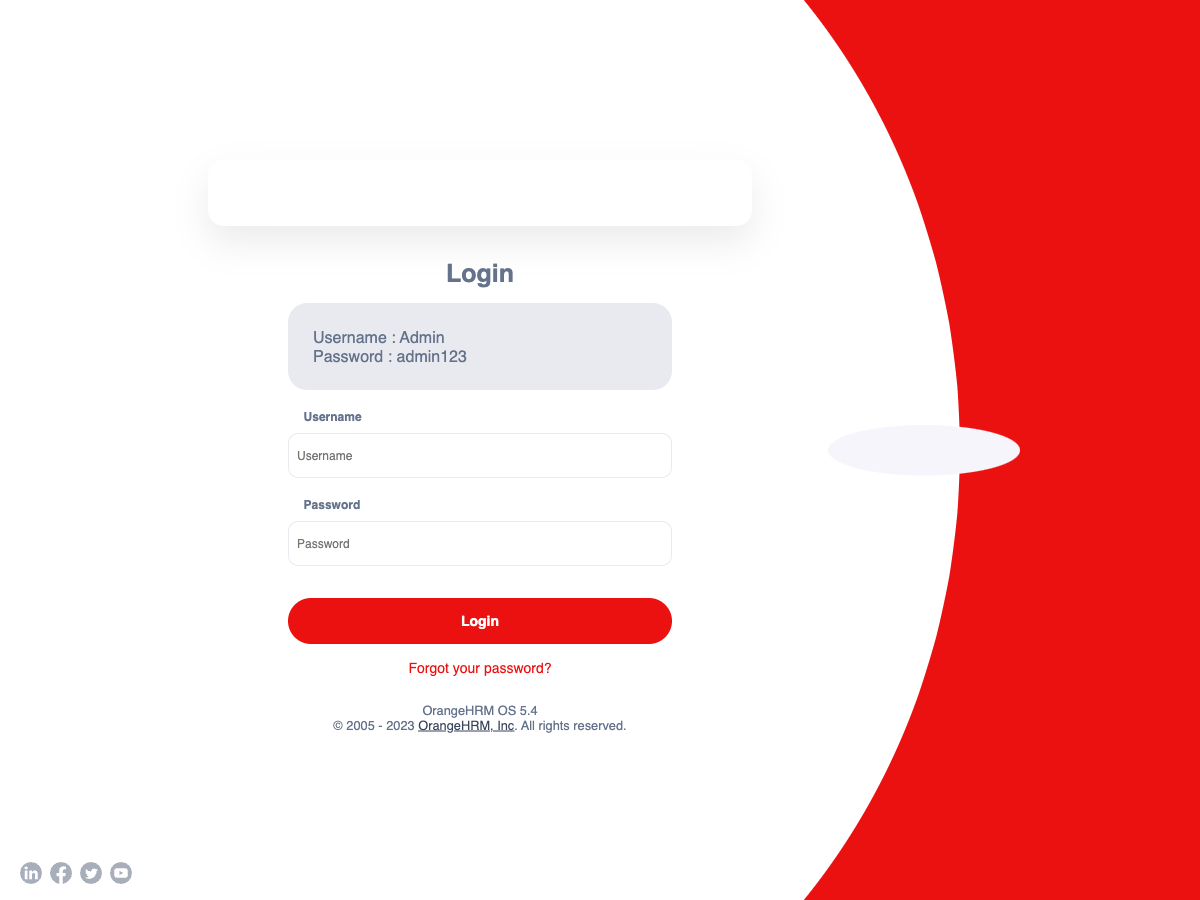 Login
Username : Admin
Password : admin123
Username
Username
Password
Password
Login
Forgot your password?
OrangeHRM OS 5.4
© 2005 - 2023 OrangeHRM, Inc. All rights reserved.